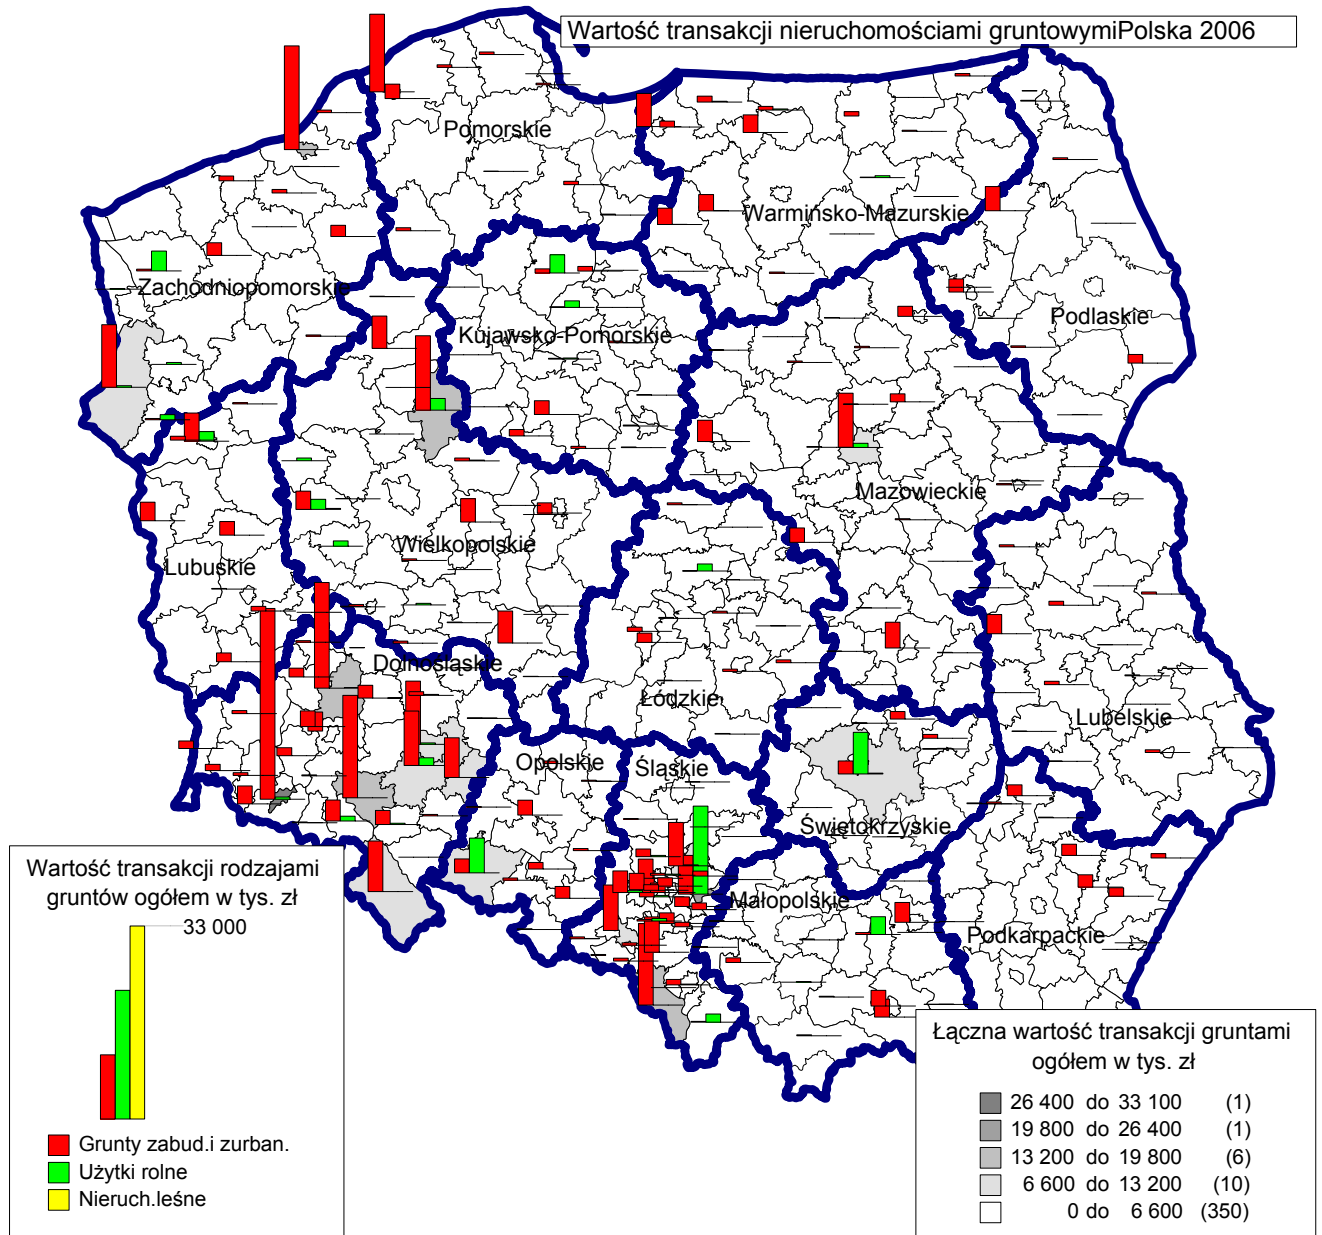 Wartość transakcji nieruchomościami gruntowymiPolska 2006
Pomorskie
Warmińsko-Mazurskie
Zachodniopomorskie
Podlaskie
Kujawsko-Pomorskie
Mazowieckie
Wielkopolskie
Lubuskie
Dolnośląskie
Łódzkie
Lubelskie
Opolskie
Śląskie
Świętokrzyskie
Małopolskie
Podkarpackie
Wartość transakcji rodzajami
gruntów ogółem w tys. zł
33 000
Grunty zabud.i zurban.
Użytki rolne
Nieruch.leśne
Łączna wartość transakcji gruntami
ogółem w tys. zł
26 400 do 33 100 (1)
19 800 do 26 400 (1)
13 200 do 19 800 (6)
6 600 do 13 200 (10)
0 do 6 600 (350)